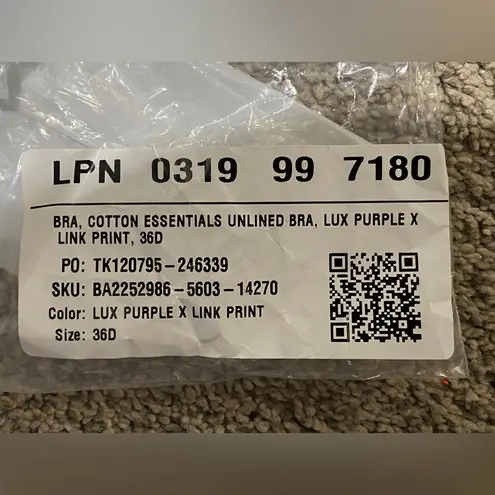 LPN 0319 99 7180
BRA, COTTON ESSENTIALS UNLINED BRA, LUX PURPLE X
LINK PRINT, 36D
PO: TK120795-246339
SKU: BA2252986-5603-14270
Color: LUX PURPLE X LINK PRINT
Size: 36D